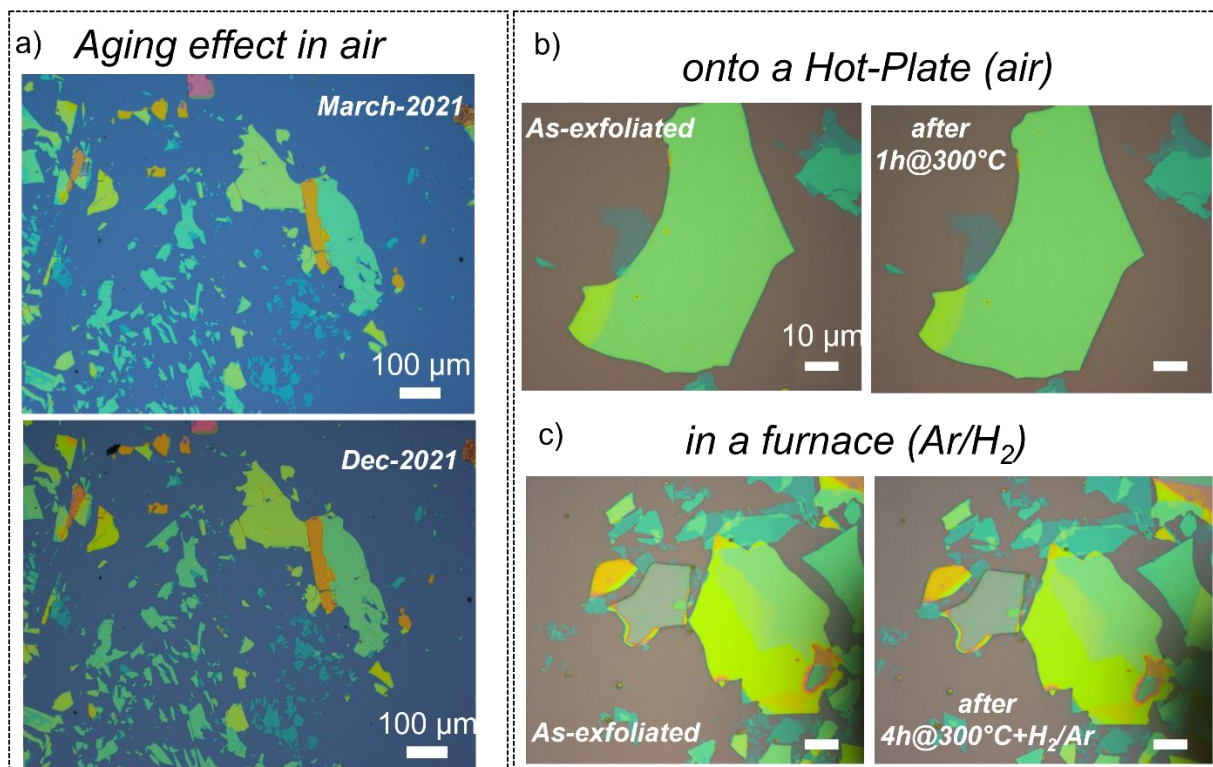 a) Aging effect in air
March-2021
100 µm
Dec-2021
100 µm
b)
onto a Hot-Plate (air)
As-exfoliated
10 µm
after
1h@300°C
c)
in a furnace (Ar/H₂)
As-exfoliated
after
4h@300°C+H₂/Ar